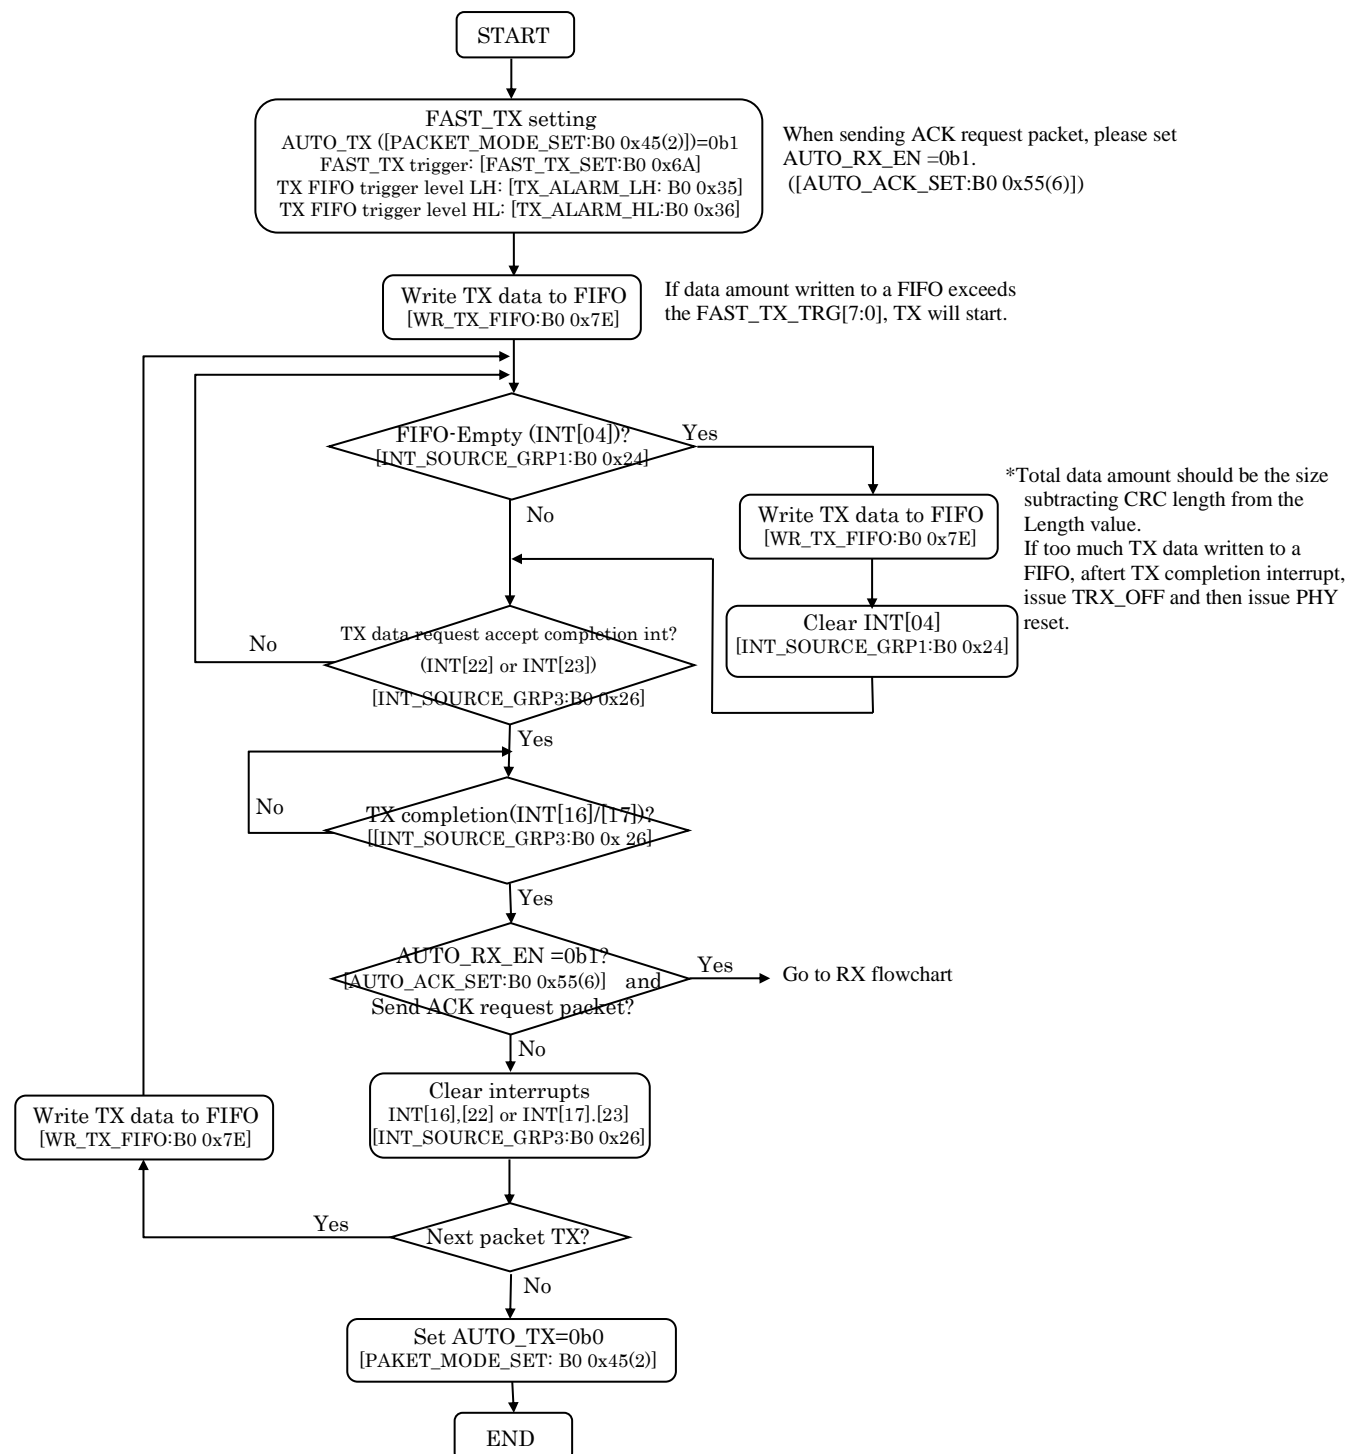 START
FAST_TX setting
AUTO_TX ([PACKET_MODE_SET:B0 0x45(2)])=0b1
FAST_TX trigger: [FAST_TX_SET:B0 0x6A]
TX FIFO trigger level LH: [TX_ALARM_LH: B0 0x35]
TX FIFO trigger level HL: [TX_ALARM_HL:B0 0x36]
When sending ACK request packet, please set
AUTO_RX_EN =0b1.
([AUTO_ACK_SET:B0 0x55(6)])
Write TX data to FIFO
[WR_TX_FIFO:B0 0x7E]
If data amount written to a FIFO exceeds
the FAST_TX_TRG[7:0], TX will start.
FIFO-Empty (INT[04])?
[INT_SOURCE_GRP1:B0 0x24]
Yes
No
Write TX data to FIFO
[WR_TX_FIFO:B0 0x7E]
*Total data amount should be the size
subtracting CRC length from the
Length value.
If too much TX data written to a
FIFO, aftert TX completion interrupt,
issue TRX_OFF and then issue PHY
reset.
Clear INT[04]
[INT_SOURCE_GRP1:B0 0x24]
TX data request accept completion int?
(INT[22] or INT[23])
[INT_SOURCE_GRP3:B0 0x26]
No
Yes
TX completion(INT[16]/[17])?
[[INT_SOURCE_GRP3:B0 0x 26]
No
Yes
AUTO_RX_EN =0b1?
[AUTO_ACK_SET:B0 0x55(6)] and
Send ACK request packet?
Yes
Go to RX flowchart
No
Clear interrupts
INT[16],[22] or INT[17].[23]
[INT_SOURCE_GRP3:B0 0x26]
Write TX data to FIFO
[WR_TX_FIFO:B0 0x7E]
Next packet TX?
Yes
No
Set AUTO_TX=0b0
[PAKET_MODE_SET: B0 0x45(2)]
END